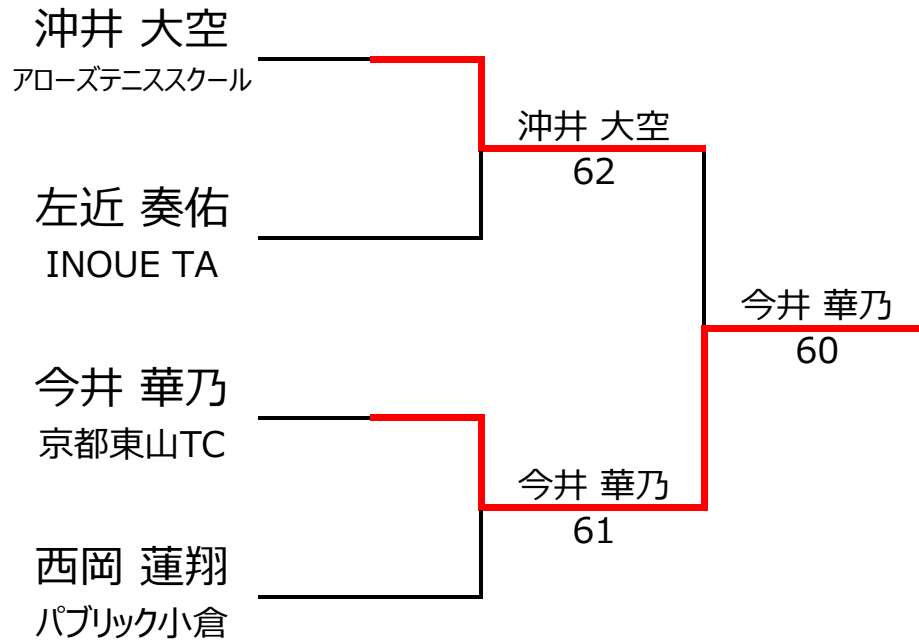 沖井 大空
アローズテニススクール
沖井 大空
62
左近 奏佑
INOUE TA
今井 華乃
60
今井 華乃
京都東山TC
今井 華乃
61
西岡 蓮翔
パブリック小倉